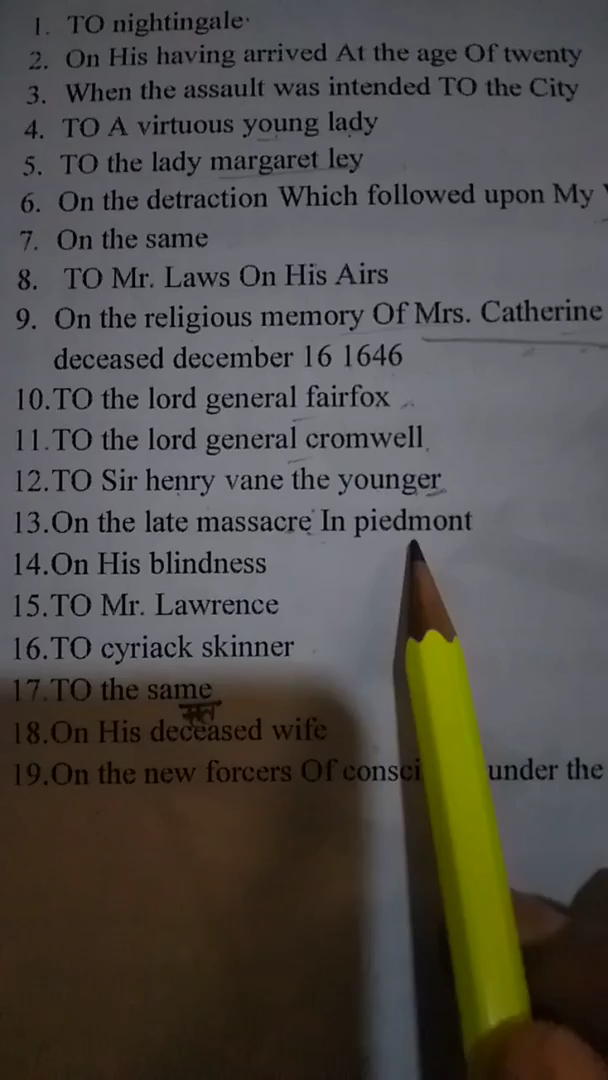 1. TO nightingale
2. On His having arrived At the age Of twenty
3. When the assault was intended TO the City
4. TO A virtuous young lady
5. TO the lady margaret ley
6. On the detraction Which followed upon My
7. On the same
8. TO Mr. Laws On His Airs
9. On the religious memory Of Mrs. Catherine
deceased december 16 1646
10.TO the lord general fairfox
11.TO the lord general cromwell
12.TO Sir henry vane the younger
13.On the late massacre In piedmont
14.On His blindness
15.TO Mr. Lawrence
16.TO cyriack skinner
17.TO the same
18.On His deceased wife
19.On the new forcers Of consci under the